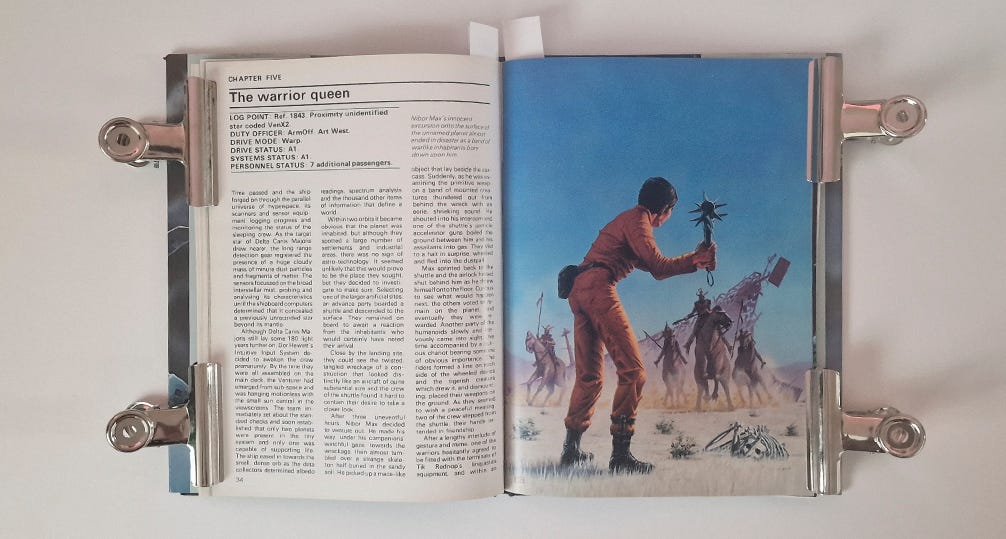 CHAPTER FIVE
The warrior queen
LOG POINT: Ref. 1843. Proximity unidentified
star coded VenX2.
DUTY OFFICER: ArmOff. Art West.
DRIVE MODE: Warp.
DRIVE STATUS: A1.
SYSTEMS STATUS: A1.
PERSONNEL STATUS: 7 additional passengers.
Nibor Max's innocent
excursion onto the surface of
the unnamed planet almost
ended in disaster as a band of
warlike inhabitants bore
down upon him.
Time passed and the ship
forged on through the parallel
universe of hyperspace, its
scanners and sensor equip-
ment logging progress and
monitoring the status of the
sleeping crew. As the target
star of Delta Canis Majoris
drew nearer, the long range
detection gear registered the
presence of a huge cloudy
mass of minute dust particles
and fragments of matter. The
sensors focussed on the broad
interstellar mist, probing and
analysing its characteristics
until the shipboard computers
determined that it concealed
a previously unrecorded star
beyond its mantle.
Although Delta Canis Ma-
joris still lay some 180 light
years further on, Dor Hewert's
Intuitive Input System de-
cided to awaken the crew
prematurely. By the time they
were all assembled on the
main deck, the Venturer had
emerged from sub-space and
was hanging motionless with
the small sun central in the
viewscreens. The team im-
mediately set about the stan-
dard checks and soon estab-
lished that only two planets
were present in the tiny
system and only one was
capable of supporting life.
The ship eased in towards the
small, dense orb as the data
collectors determined albedo
readings, spectrum analysis
and the thousand other items
of information that define a
world.
Within two orbits it became
obvious that the planet was
inhabited, but although they
spotted a large number of
settlements and industrial
areas, there was no sign of
astro-technology. It seemed
unlikely that this would prove
to be the place they sought,
but they decided to investi-
gate to make sure. Selecting
one of the larger artificial sites,
an advance party boarded a
shuttle and descended to the
surface. They remained on
board to await a reaction
from the inhabitants who
would certainly have noted
their arrival.
Close by the landing site,
they could see the twisted,
tangled wreckage of a con-
struction that looked dis-
tinctly like an aircraft of quite
substantial size and the crew
of the shuttle found it hard to
contain their desire to take a
closer look.
After three uneventful
hours, Nibor Max decided
to venture out. He made his
way, under his companions'
watchful gaze, towards the
wreckage, then almost tum-
bled over a strange skele-
ton half buried in the sandy
soil. He picked up a mace-like
object that lay beside the car-
case. Suddenly, as he was ex-
amining the primitive weapon
a band of mounted crea-
tures thundered out from
behind the wreck with an
eerie, shrieking sound. He
shouted into his intercom and
one of the shuttle's particle
accelerator guns boiled the
ground between him and his
assailants into gas. They
to a halt in surprise, wheeled
and fled into the dust
Max sprinted back to the
shuttle and the airlock
shut behind him as he threw
himself onto the floor.
to see what would happen
next, the others voted to re-
main on the planet and
eventually they were re-
warded. Another party of the
humanoids slowly and
vously came into sight,
time accompanied by a
ous chariot bearing some
of obvious importance. The
riders formed a line on each
side of the wheeled device
and the tigerish creature
which drew it, and dismount-
ing, placed their weapons on
the ground. As they seemed
to wish a peaceful meeting,
two of the crew stepped from
the shuttle, their hands ex-
tended in friendship.
After a lengthy interlude of
gesture and mime, one of the
warriors hesitantly agreed to
be fitted with the terminals of
Tik Rednop's linguistic
equipment, and within an
34